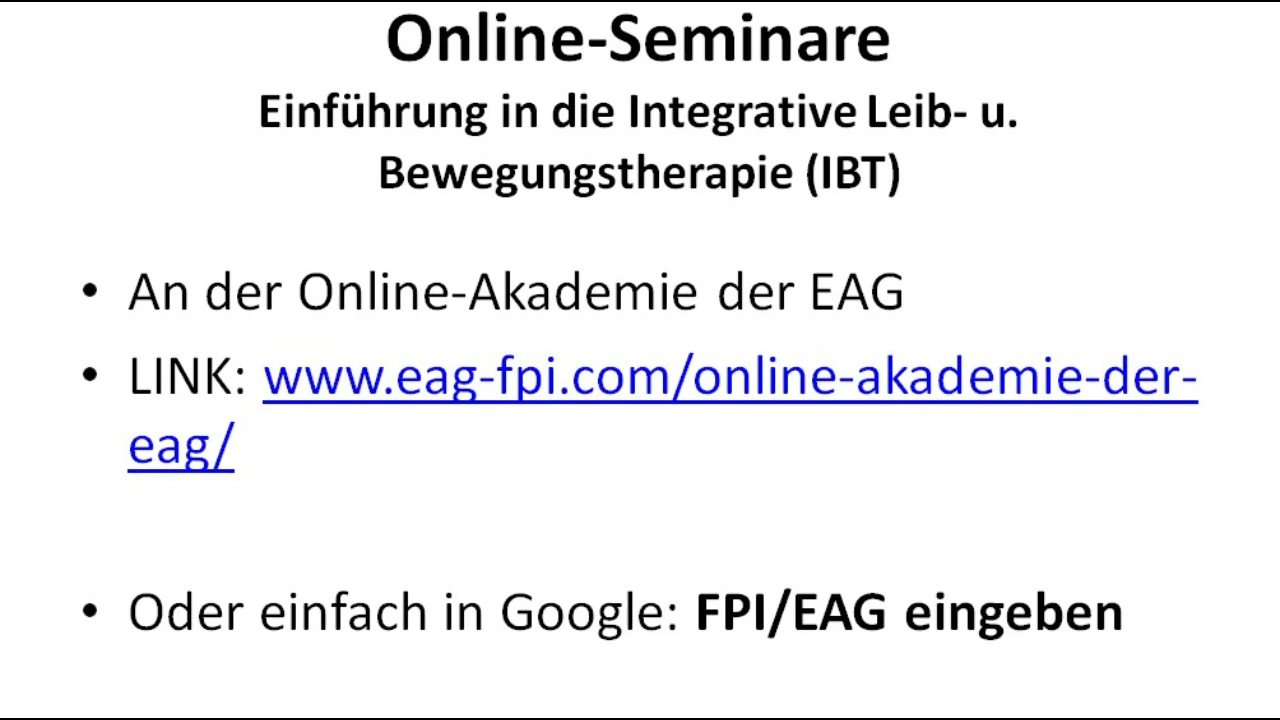 Online-Seminare
Einführung in die Integrative Leib- u.
Bewegungstherapie (IBT)
• An der Online-Akademie der EAG
• LINK: www.eag-fpi.com/online-akademie-der-
eag/
• Oder einfach in Google: FPI/EAG eingeben